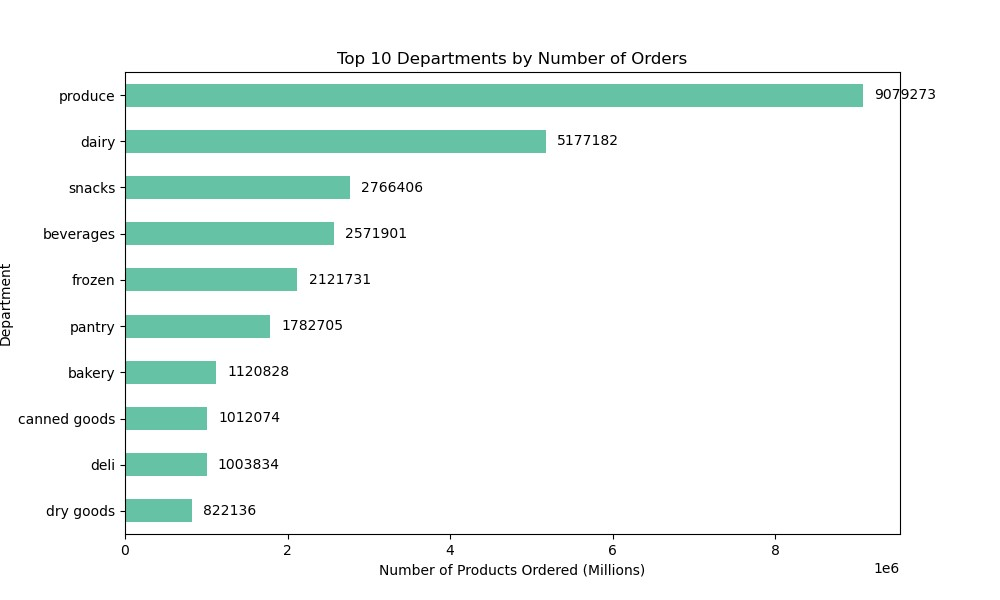 Top 10 Departments by Number of Orders
produce 9079273
dairy 5177182
snacks 2766406
beverages 2571901
frozen 2121731
pantry 1782705
bakery 1120828
canned goods 1012074
deli 1003834
dry goods 822136
Department
0 2 4 6 8
1e6
Number of Products Ordered (Millions)